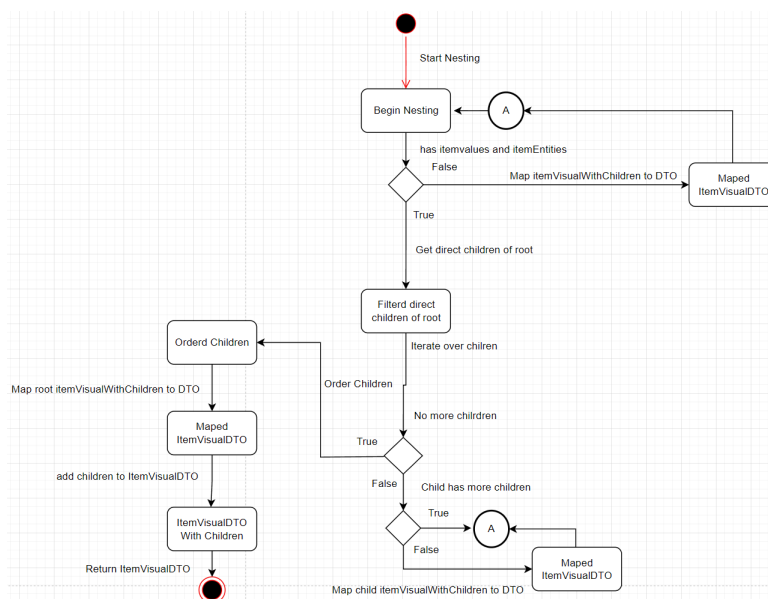 Start Nesting
Begin Nesting
A
has itemvalues and itemEntities
False
Map itemVisualWithChildren to DTO
Maped
ItemVisualDTO
True
Get direct children of root
Filterd direct
children of root
Orderd Children
Iterate over chilren
Order Children
Map root itemVisualWithChildren to DTO
No more children
Maped
ItemVisualDTO
True
add children to ItemVisualDTO
False
Child has more children
True
A
ItemVisualDTO
With Children
False
Return ItemVisualDTO
Maped
ItemVisualDTO
Map child itemVisualWithChildren to DTO